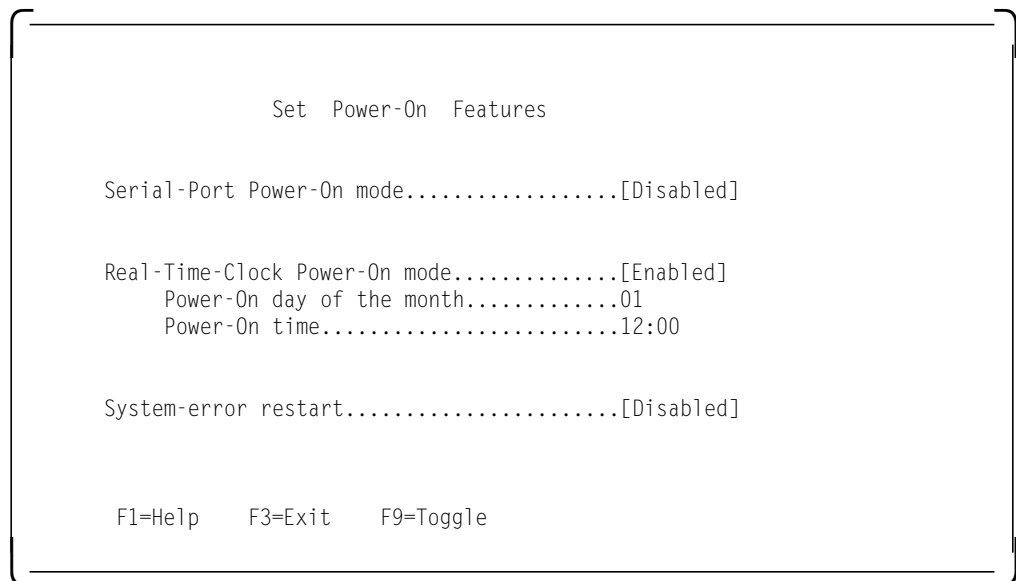 Set Power-On Features
Serial-Port Power-On mode..................[Disabled]
Real-Time-Clock Power-On mode..............[Enabled]
Power-On day of the month.............01
Power-On time.........................12:00
System-error restart.......................[Disabled]
F1=Help F3=Exit F9=Toggle